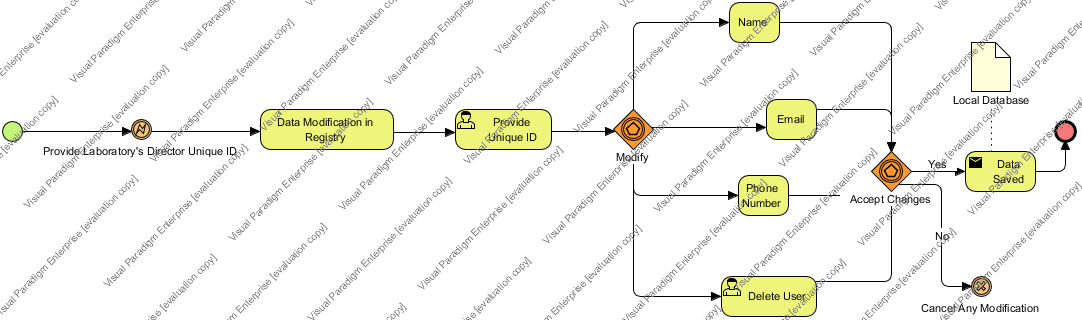 Name
Local Database
Data Modification in
Registry
Provide
Unique ID
Email
Provide Laboratory's Director Unique ID
Modify
Yes
Data
Saved
Accept Changes
Phone
Number
No
Delete User
Cancel Any Modification
Visual Paradigm Enterprise [evaluation copy]